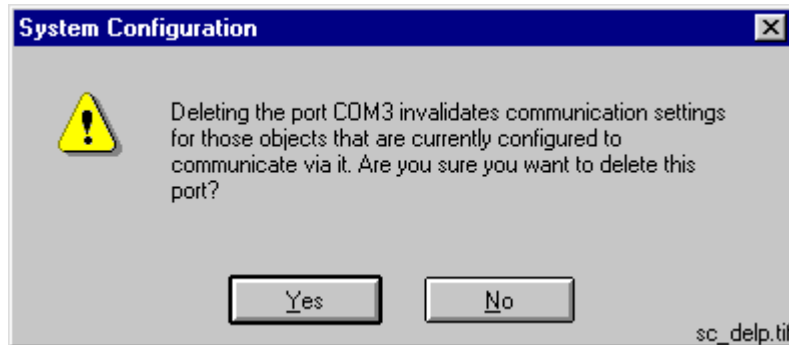 System Configuration
Deleting the port COM3 invalidates communication settings
for those objects that are currently configured to
communicate via it. Are you sure you want to delete this
port?
Yes No
sc_delp.tif